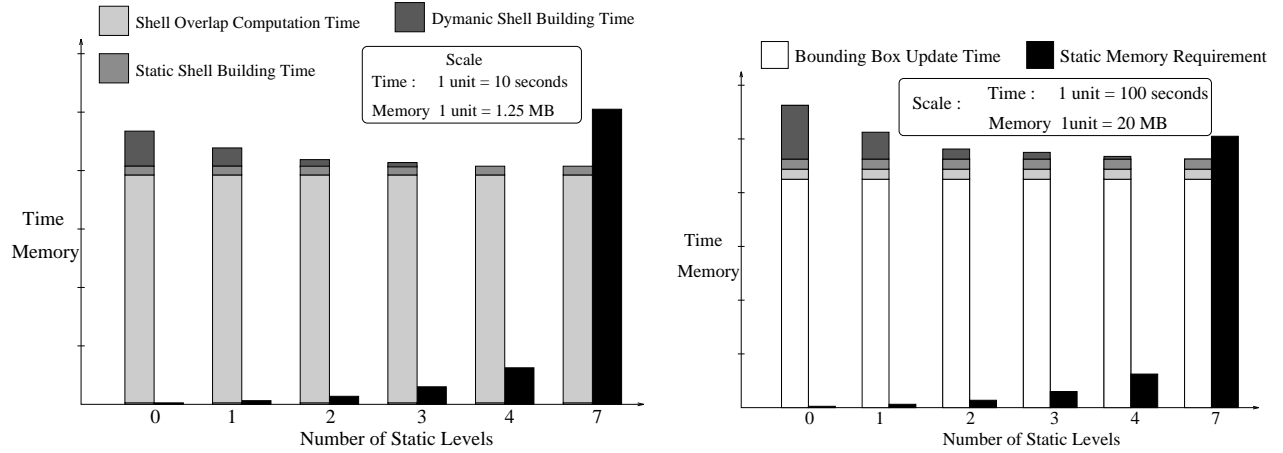 Shell Overlap Computation Time
Dymanic Shell Building Time
Static Shell Building Time
Scale
Time : 1 unit = 10 seconds
Memory 1 unit = 1.25 MB
Time
Memory
0 1 2 3 4 7
Number of Static Levels
Bounding Box Update Time
Static Memory Requirement
Scale : Time : 1 unit = 100 seconds
Memory 1unit = 20 MB
Time
Memory
0 1 2 3 4 7
Number of Static Levels